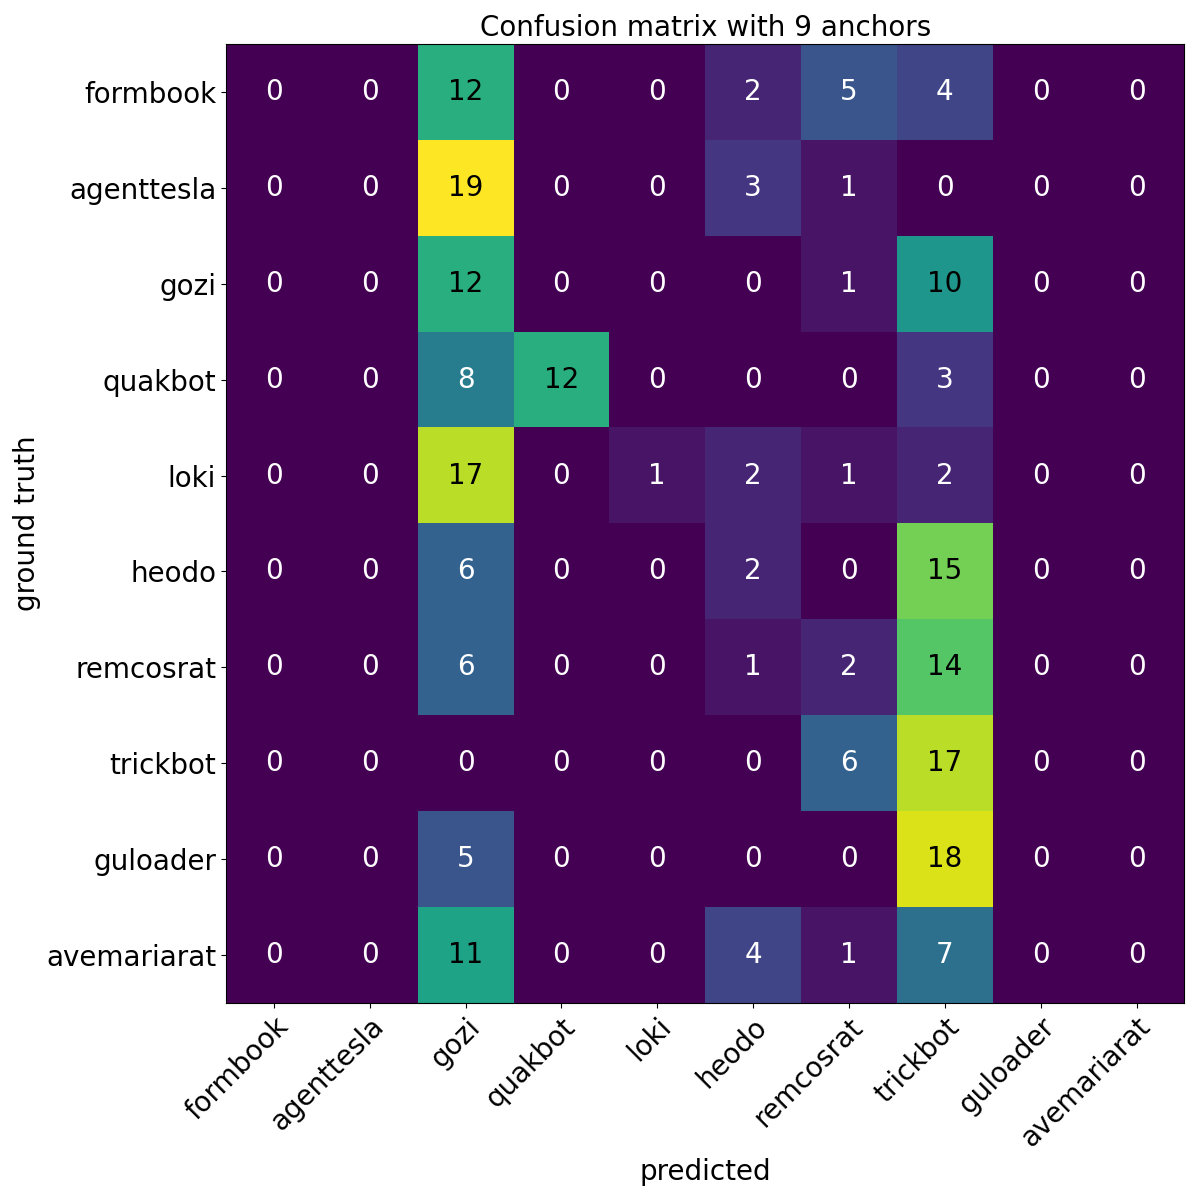 Confusion matrix with 9 anchors
formbook 0 0 12 0 0 2 5 4 0 0
agenttesla 0 0 19 0 0 3 1 0 0 0
gozi 0 0 12 0 0 0 1 10 0 0
quakbot 0 0 8 12 0 0 0 3 0 0
loki 0 0 17 0 1 2 1 2 0 0
heodo 0 0 6 0 0 2 0 15 0 0
remcosrat 0 0 6 0 0 1 2 14 0 0
trickbot 0 0 0 0 0 0 6 17 0 0
guloader 0 0 5 0 0 0 0 18 0 0
avemariarat 0 0 11 0 0 4 1 7 0 0
ground truth
formbook agenttesla gozi quakbot loki heodo remcosrat trickbot guloader avemariarat
predicted